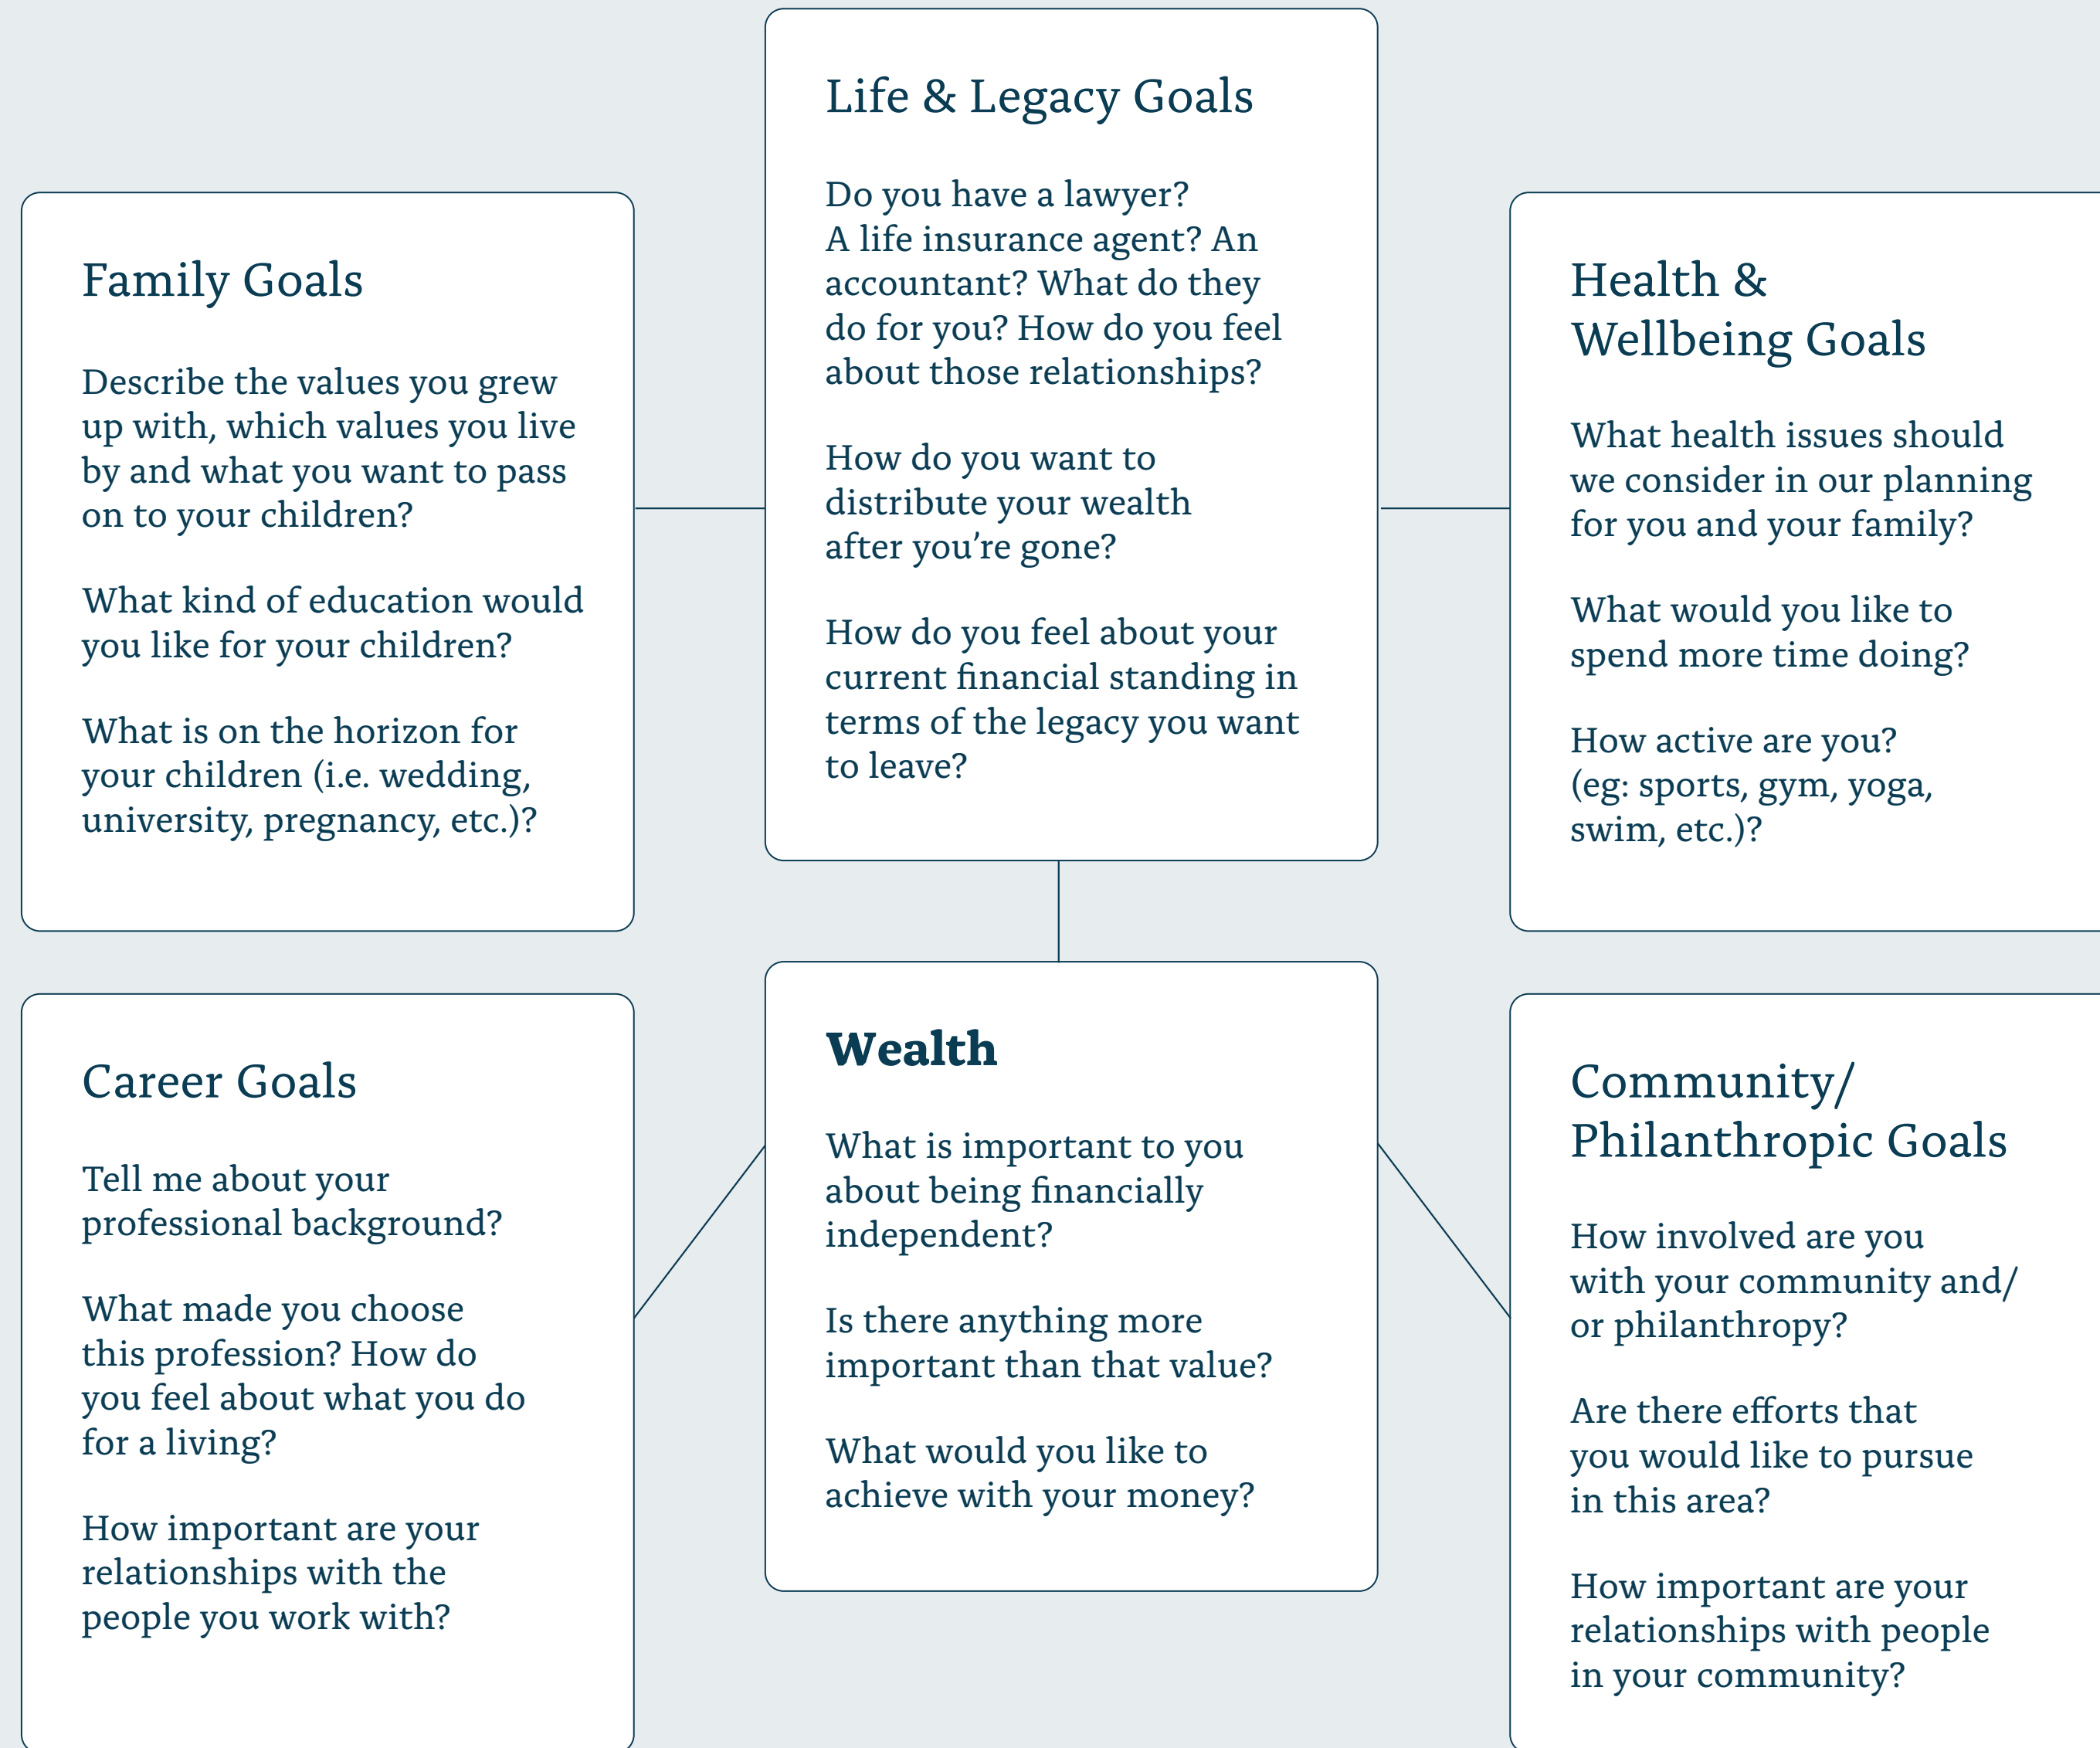 Life & Legacy Goals
Do you have a lawyer?
A life insurance agent? An
accountant? What do they
do for you? How do you feel
about those relationships?
How do you want to
distribute your wealth
after you’re gone?
How do you feel about your
current financial standing in
terms of the legacy you want
to leave?
Family Goals
Describe the values you grew
up with, which values you live
by and what you want to pass
on to your children?
What kind of education would
you like for your children?
What is on the horizon for
your children (i.e. wedding,
university, pregnancy, etc.)?
Health &
Wellbeing Goals
What health issues should
we consider in our planning
for you and your family?
What would you like to
spend more time doing?
How active are you?
(eg: sports, gym, yoga,
swim, etc.)?
Career Goals
Tell me about your
professional background?
What made you choose
this profession? How do
you feel about what you do
for a living?
How important are your
relationships with the
people you work with?
Wealth
What is important to you
about being financially
independent?
Is there anything more
important than that value?
What would you like to
achieve with your money?
Community/
Philanthropic Goals
How involved are you
with your community and/
or philanthropy?
Are there efforts that
you would like to pursue
in this area?
How important are your
relationships with people
in your community?